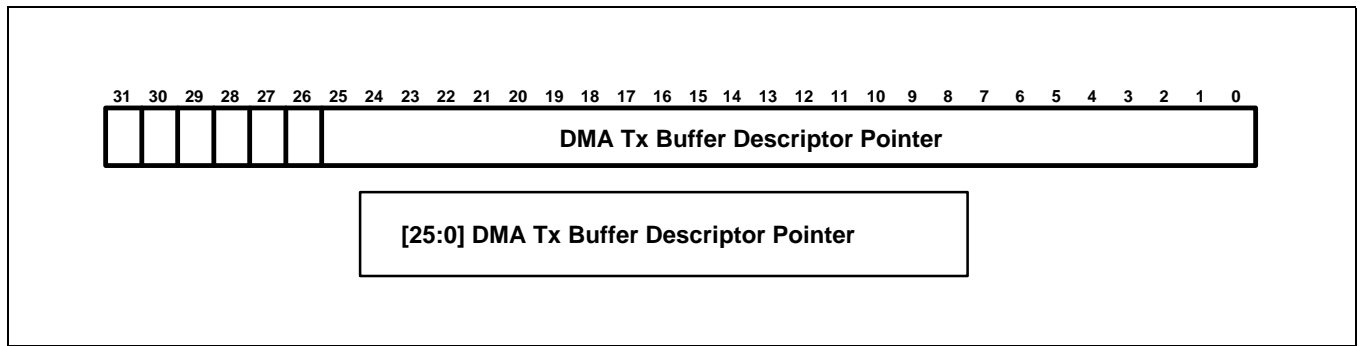 31 30 29 28 27 26 25 24 23 22 21 20 19 18 17 16 15 14 13 12 11 10 9 8 7 6 5 4 3 2 1 0
DMA Tx Buffer Descriptor Pointer
[25:0] DMA Tx Buffer Descriptor Pointer